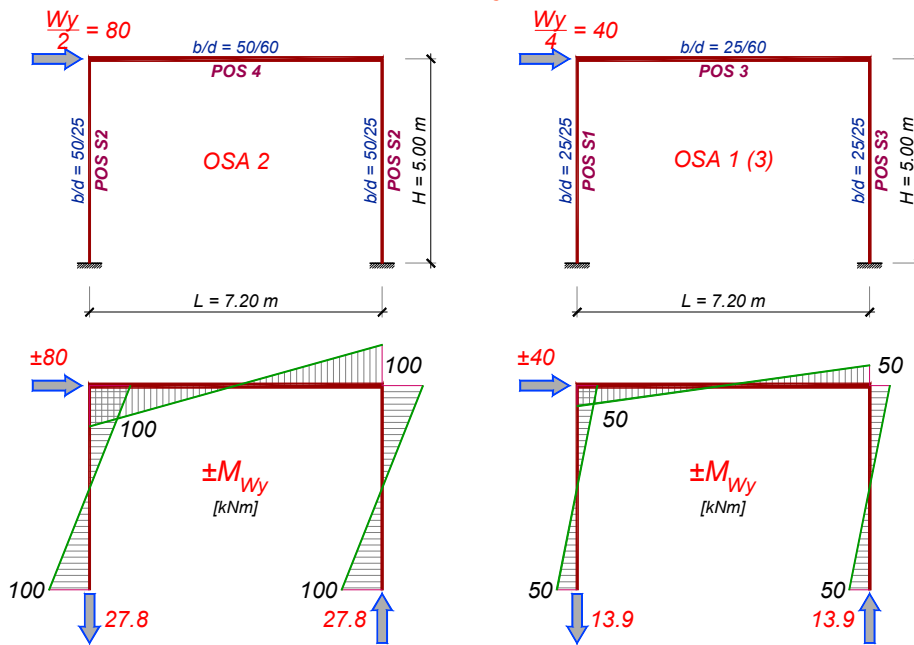 Wy/2 = 80
b/d = 50/60
POS 4
b/d = 50/25
POS S2
OSA 2
b/d = 50/25
POS S2
H = 5.00 m
L = 7.20 m
Wy/4 = 40
b/d = 25/60
POS 3
b/d = 25/25
POS S1
OSA 1 (3)
b/d = 25/25
POS S3
H = 5.00 m
L = 7.20 m
±80
100
100
±MWy
[kNm]
100
100
27.8
27.8
±40
50
50
±MWy
[kNm]
50
50
13.9
13.9